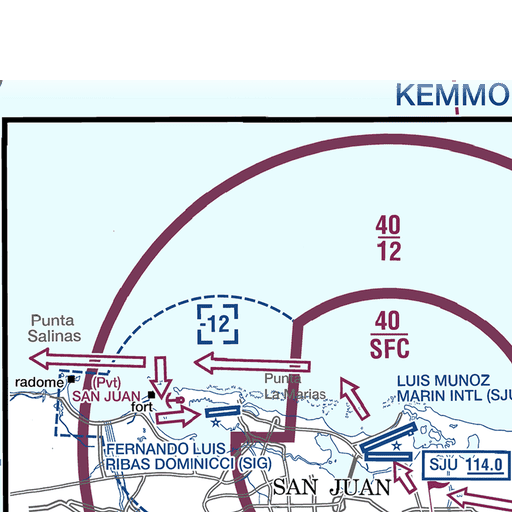 KEMMO
40
12
-12
40
SFC
Punta
Salinas
radome
(Pvt)
SAN JUAN
fort
Punta
Las Marias
LUIS MUNOZ
MARIN INTL (SJU
FERNANDO LUIS
RIBAS DOMINICCI (SIG)
SJU 114.0
SAN JUAN